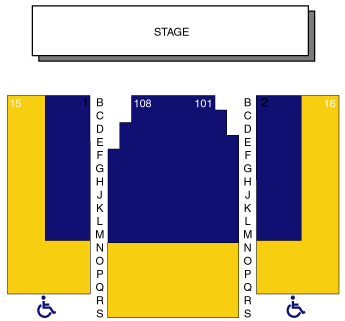 STAGE
15 1 B 108 101 B 2 16
C C
D D
E E
F F
G G
H H
J J
K K
L L
M M
N N
O O
P P
Q Q
R R
S S